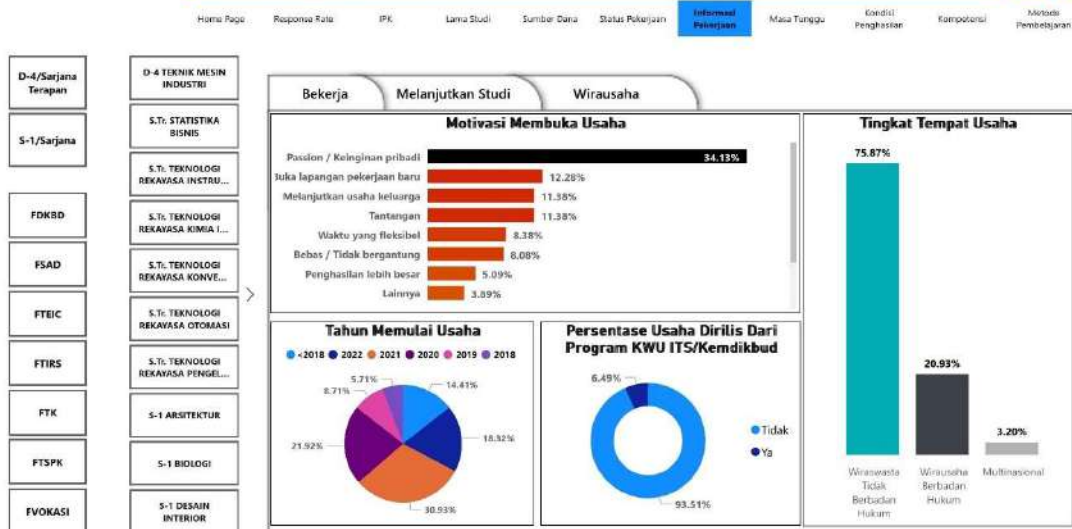 Home Page
Response Rate
IPK
Lama Studi
Sumber Dana
Status Pekerjaan
Informasi
Pekerjaan
Masa Tunggu
Kondisi
Penghasilan
Kompetensi
Metode
Pembelajaran
D-4/Sarjana
Terapan
S-1/Sarjana
FDKBD
FSAD
FTEIC
FTIRS
FTK
FTSPK
FVOKASI
D-4 TEKNIK MESIN
INDUSTRI
S.Tr. STATISTIKA
BISNIS
S.Tr. TEKNOLOGI
REKAYASA INSTRU...
S.Tr. TEKNOLOGI
REKAYASA KIMIA I...
S.Tr. TEKNOLOGI
REKAYASA KONVE...
S.Tr. TEKNOLOGI
REKAYASA OTOMASI
S.Tr. TEKNOLOGI
REKAYASA PENGEL...
S-1 ARSITEKTUR
S-1 BIOLOGI
S-1 DESAIN
INTERIOR
Bekerja
Melanjutkan Studi
Wirausaha
Motivasi Membuka Usaha
Passion / Keinginan pribadi 34.13%
Buka lapangan pekerjaan baru 12.28%
Melanjutkan usaha keluarga 11.38%
Tantangan 11.38%
Waktu yang fleksibel 8.38%
Bebas / Tidak bergantung 8.08%
Penghasilan lebih besar 5.09%
Lainnya 3.89%
Tahun Memulai Usaha
<2018 2022 2021 2020 2019 2018
5.71%
14.41%
8.71%
21.92%
18.32%
30.93%
Persentase Usaha Dirilis Dari
Program KWU ITS/Kemdikbud
6.49%
Tidak
Ya
93.51%
Tingkat Tempat Usaha
75.87%
20.93%
3.20%
Wiraswasta
Tidak
Berbadan
Hukum
Wirausaha
Berbadan
Hukum
Multinasional